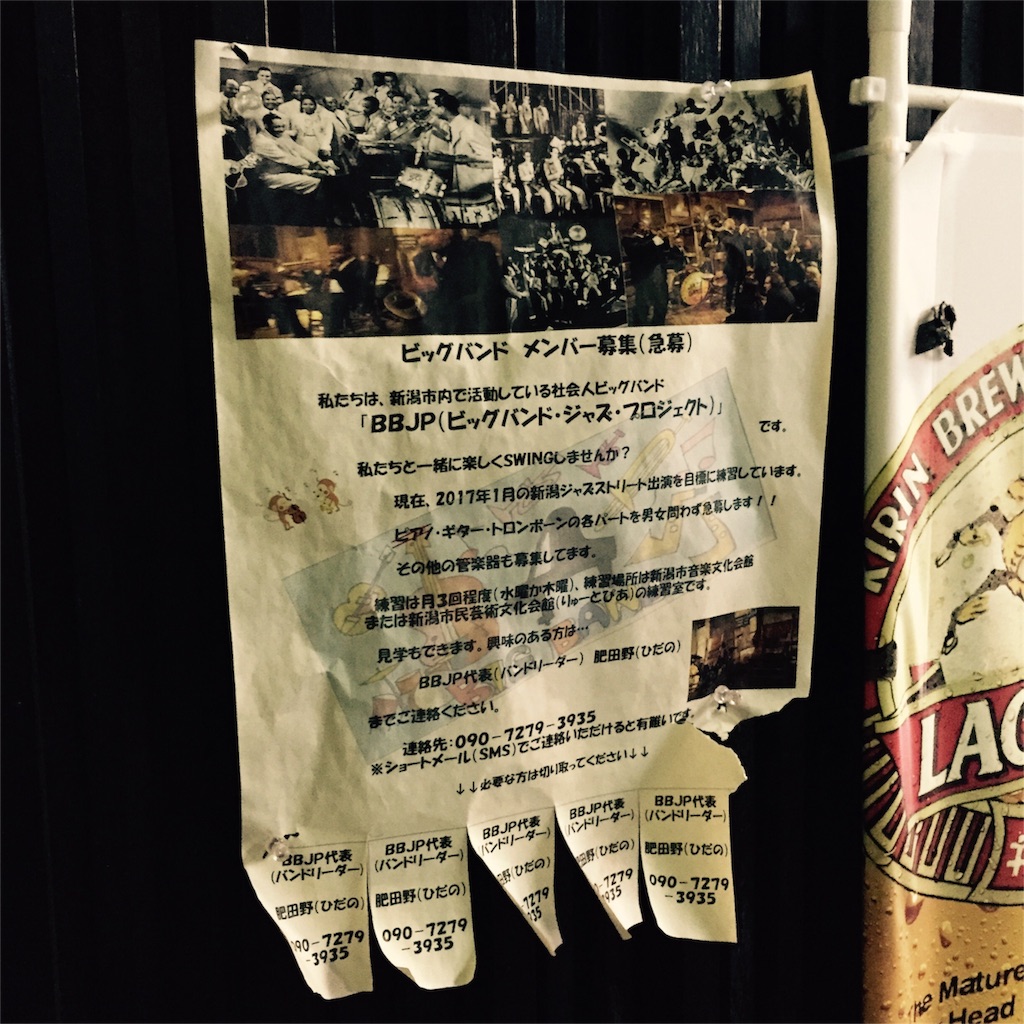 ビッグバンド メンバー募集(急募)
私たちは、新潟市内で活動している社会人ビッグバンド
「BBJP(ビッグバンド・ジャズ・プロジェクト)」
です。
私たちと一緒に楽しくSWINGしませんか?
現在、2017年1月の新潟ジャズストリート出演を目標に練習しています。
ピアノ・ギター・トロンボーンの各パートを男女問わず急募します!!
その他の管楽器も募集してます。
練習は月3回程度(水曜か木曜)、練習場所は新潟市音楽文化会館
または新潟市民芸術文化会館(りゅーとぴあ)の練習室です。
見学もできます。興味のある方は…
BBJP代表(バンドリーダー) 肥田野(ひだの)
までご連絡ください。
連絡先:090-7279-3935
※ショートメール(SMS)でご連絡いただけると有難いです
↓↓必要な方は切り取ってください↓↓
BBJP代表
(バンドリーダー)
肥田野(ひだの)
090-7279
-3935
BBJP代表
(バンドリーダー)
肥田野(ひだの)
090-7279
-3935
BBJP代表
(バンドリーダー)
肥田野(ひだの)
7279
935
BBJP代表
(バンドリーダー)
肥田野(ひだの)
0-7279
935
BBJP代表
(バンドリーダー)
肥田野(ひだの)
090-7279
-3935
KIRIN BREW
LAG
The Mature
Head